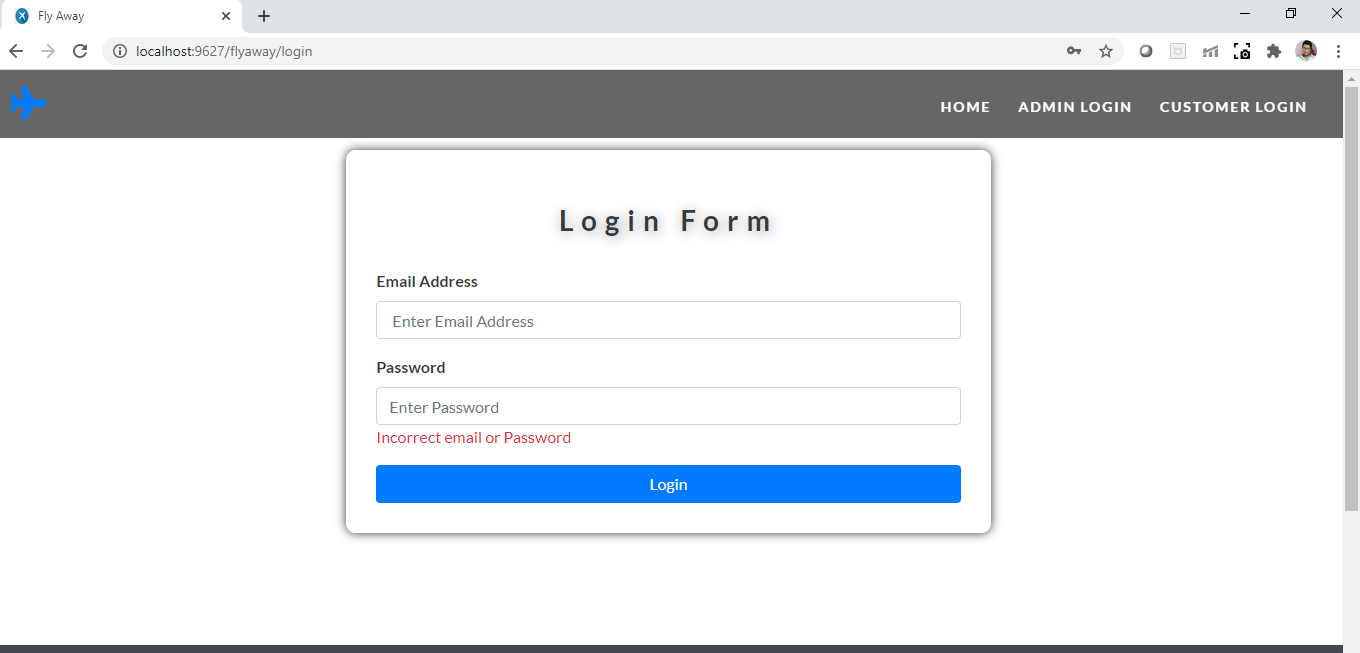 Fly Away
localhost:9627/flyaway/login
HOME ADMIN LOGIN CUSTOMER LOGIN
Login Form
Email Address
Enter Email Address
Password
Enter Password
Incorrect email or Password
Login